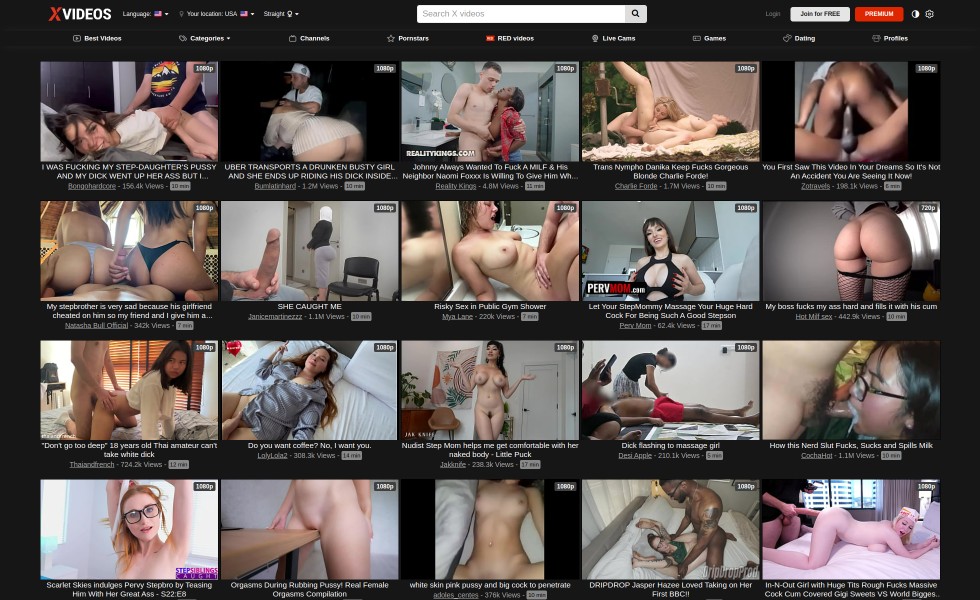 XVIDEOS
Language:
Your location: USA
Straight
Search X videos
Login
Join for FREE
PREMIUM
Best Videos
Categories
Channels
Pornstars
RED videos
Live Cams
Games
Dating
Profiles
1080p
1080p
1080p
1080p
1080p
REALITYKINGS.COM
I WAS FUCKING MY STEP-DAUGHTER'S PUSSY
AND MY DICK WENT UP HER ASS BUT I...
Bongohardcore - 156.4k Views - 10 min
UBER TRANSPORTS A DRUNKEN BUSTY GIRL
AND SHE ENDS UP RIDING HIS DICK INSIDE...
Bumlatinhard - 1.2M Views - 10 min
Johnny Always Wanted To Fuck A MILF & His
Neighbor Naomi Foxxx Is Willing To Give Him Wh...
Reality Kings - 4.8M Views - 11 min
Trans Nympho Danika Keep Fucks Gorgeous
Blonde Charlie Forde!
Charlie Forde - 1.7M Views - 10 min
You First Saw This Video In Your Dreams So It's Not
An Accident You Are Seeing It Now!
Zotravels - 198.1k Views - 6 min
1080p
1080p
1080p
1080p
720p
PERVMOM.com
My stepbrother is very sad because his girlfriend
cheated on him so my friend and I give him a...
Natasha Bull Official - 342k Views - 7 min
SHE CAUGHT ME
Janicemartinezzz - 1.1M Views - 10 min
Risky Sex in Public Gym Shower
Mya Lane - 220k Views - 7 min
Let Your StepMommy Massage Your Huge Hard
Cock For Being Such A Good Stepson
Perv Mom - 62.4k Views - 17 min
My boss fucks my ass hard and fills it with his cum
Hot Milf sex - 442.9k Views - 10 min
1080p
1080p
1080p
1080p
1080p
JAK KNIFE
"Don't go too deep" 18 years old Thai amateur can't
take white dick
Thaiandfrench - 724.2k Views - 12 min
Do you want coffee? No, I want you.
LolyLola2 - 308.3k Views - 14 min
Nudist Step Mom helps me get comfortable with her
naked body - Little Puck
Jakknife - 238.3k Views - 17 min
Dick flashing to massage girl
Desi Apple - 210.1k Views - 5 min
How this Nerd Slut Fucks, Sucks and Spills Milk
CochaHot - 1.1M Views - 10 min
1080p
1080p
1080p
1080p
1080p
STEPSIBLINGS
CAUGHT
DripDropProd
Scarlet Skies indulges Pervy Stepbro by Teasing
Him With Her Great Ass - S22:E8
Orgasms During Rubbing Pussy! Real Female
Orgasms Compilation
white skin pink pussy and big cock to penetrate
adoles_centes - 376k Views - 10 min
DRIPDROP Jasper Hazee Loved Taking on Her
First BBC!!
In-N-Out Girl with Huge Tits Rough Fucks Massive
Cock Cum Covered Gigi Sweets VS World Bigges...